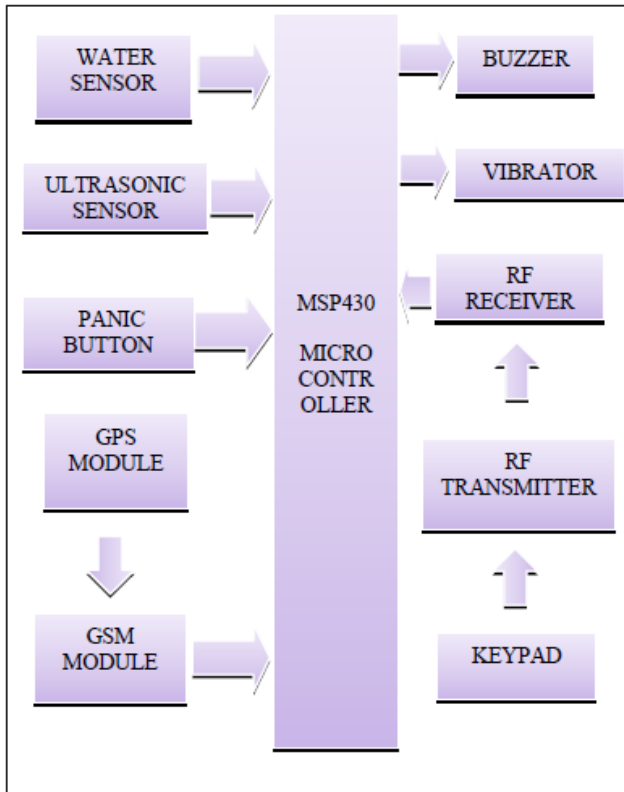 WATER
SENSOR
ULTRASONIC
SENSOR
PANIC
BUTTON
GPS
MODULE
GSM
MODULE
MSP430
MICRO
CONTR
OLLER
BUZZER
VIBRATOR
RF
RECEIVER
RF
TRANSMITTER
KEYPAD